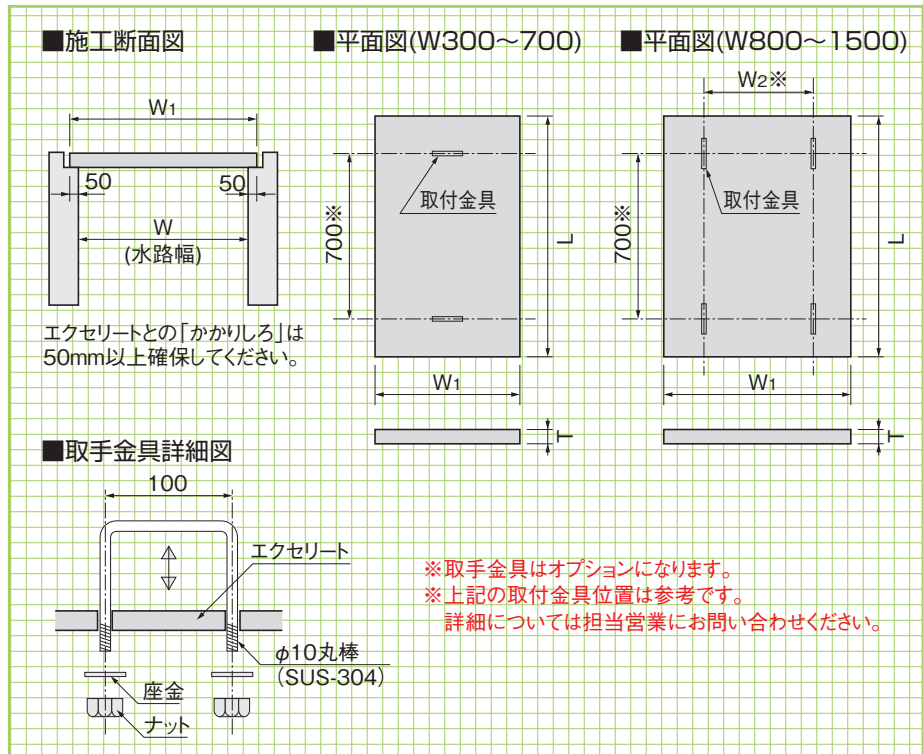 ■施工断面図
■平面図(W300～700)
■平面図(W800～1500)
W1
50
50
W
(水路幅)
エクセリートとの「かかりしろ」は
50mm以上確保してください。
700※
取付金具
L
W1
T
W2※
700※
取付金具
L
W1
T
■取手金具詳細図
100
エクセリート
φ10丸棒
(SUS-304)
座金
ナット
※取手金具はオプションになります。
※上記の取付金具位置は参考です。
詳細については担当営業にお問い合わせください。